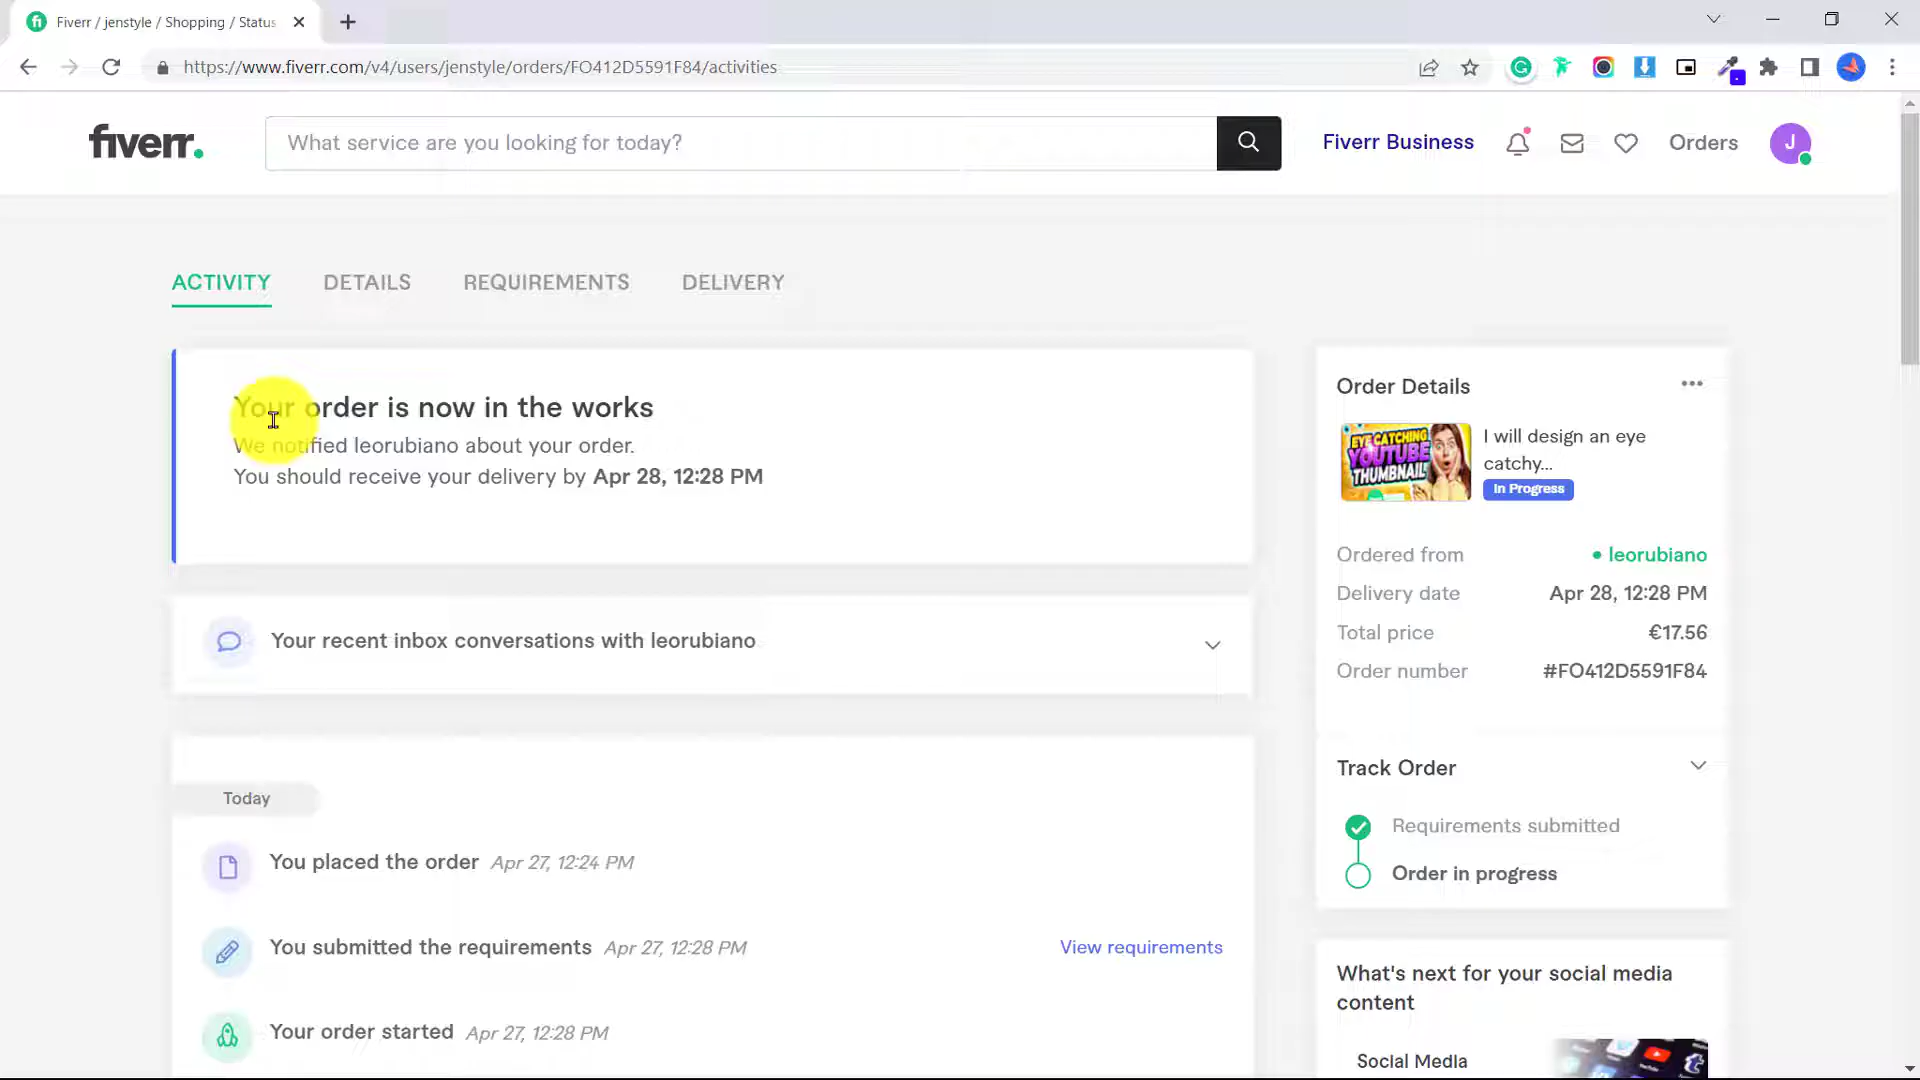 Fiverr / jenstyle / Shopping / Status
https://www.fiverr.com/v4/users/jenstyle/orders/FO412D5591F84/activities
fiverr.
What service are you looking for today?
Fiverr Business
Orders
J
ACTIVITY
DETAILS
REQUIREMENTS
DELIVERY
Your order is now in the works
We notified leorubiano about your order.
You should receive your delivery by Apr 28, 12:28 PM
Your recent inbox conversations with leorubiano
Today
You placed the order Apr 27, 12:24 PM
You submitted the requirements Apr 27, 12:28 PM
View requirements
Your order started Apr 27, 12:28 PM
Order Details
EYE CATCHING
YOUTUBE
THUMBNAIL
I will design an eye
catchy...
In Progress
Ordered from leorubiano
Delivery date Apr 28, 12:28 PM
Total price €17.56
Order number #FO412D5591F84
Track Order
Requirements submitted
Order in progress
What's next for your social media
content
Social Media